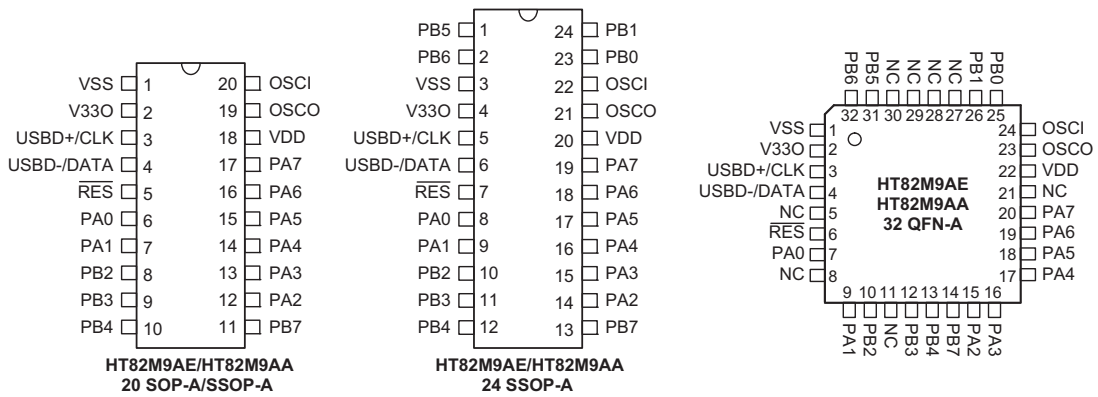 VSS 1 20 OSCI
V33O 2 19 OSCO
USBD+/CLK 3 18 VDD
USBD-/DATA 4 17 PA7
RES 5 16 PA6
PA0 6 15 PA5
PA1 7 14 PA4
PB2 8 13 PA3
PB3 9 12 PA2
PB4 10 11 PB7
HT82M9AE/HT82M9AA
20 SOP-A/SSOP-A
PB5 1 24 PB1
PB6 2 23 PB0
VSS 3 22 OSCI
V33O 4 21 OSCO
USBD+/CLK 5 20 VDD
USBD-/DATA 6 19 PA7
RES 7 18 PA6
PA0 8 17 PA5
PA1 9 16 PA4
PB2 10 15 PA3
PB3 11 14 PA2
PB4 12 13 PB7
HT82M9AE/HT82M9AA
24 SSOP-A
PB6 PB5 NC NC NC NC PB1 PB0
32 31 30 29 28 27 26 25
VSS 1 24 OSCI
V33O 2 23 OSCO
USBD+/CLK 3 22 VDD
USBD-/DATA 4 21 NC
NC 5 20 PA7
RES 6 19 PA6
PA0 7 18 PA5
NC 8 17 PA4
HT82M9AE
HT82M9AA
32 QFN-A
9 10 11 12 13 14 15 16
PA1 PB2 NC PB3 PB4 PB7 PA2 PA3